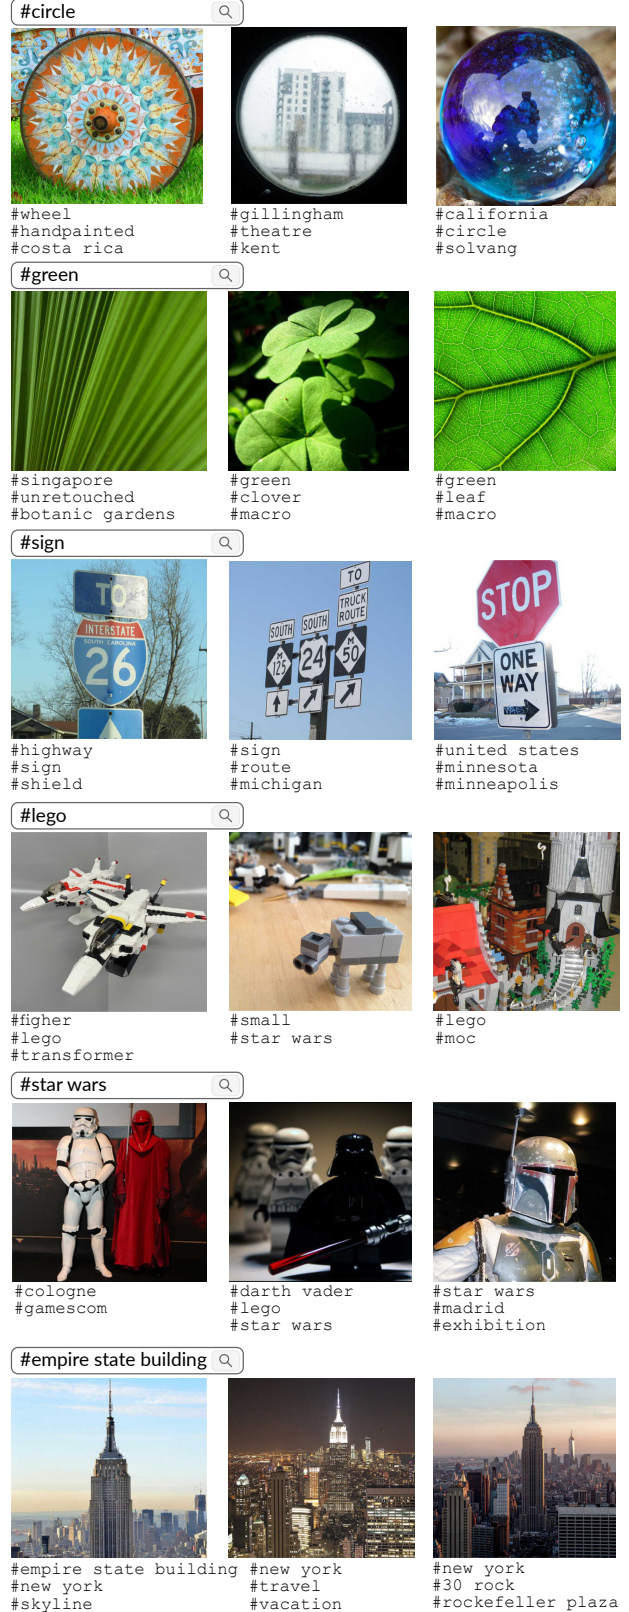 #circle
#wheel
#handpainted
#costa rica
#gillingham
#theatre
#kent
#california
#circle
#solvang
#green
#singapore
#unretouched
#botanic gardens
#green
#clover
#macro
#green
#leaf
#macro
#sign
TO
INTERSTATE
SOUTH CAROLINA
26
TO
TRUCK
ROUTE
SOUTH
SOUTH
M
125
24
M
50
STOP
ONE
WAY
#highway
#sign
#shield
#sign
#route
#michigan
#united states
#minnesota
#minneapolis
#lego
#figher
#lego
#transformer
#small
#star wars
#lego
#moc
#star wars
#cologne
#gamescom
#darth vader
#lego
#star wars
#star wars
#madrid
#exhibition
#empire state building
#empire state building
#new york
#skyline
#new york
#travel
#vacation
#new york
#30 rock
#rockefeller plaza